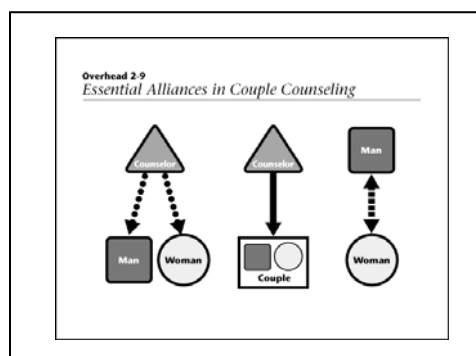 Overhead 2-9
Essential Alliances in Couple Counseling
Counselor
Counselor
Man
Man
Woman
Couple
Woman